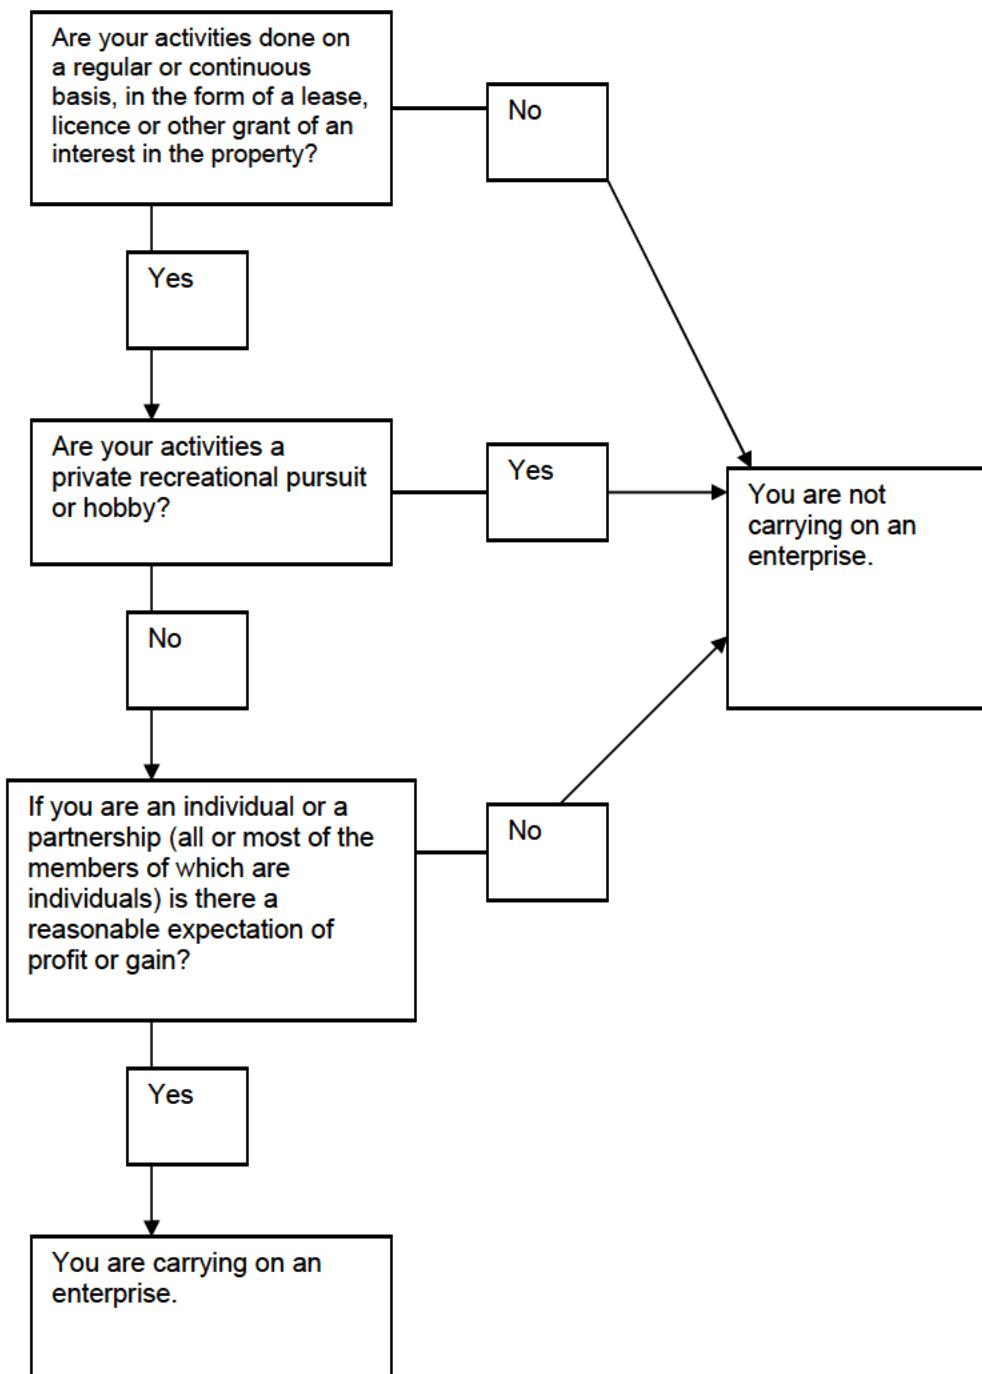 Are your activities done on
a regular or continuous
basis, in the form of a lease,
licence or other grant of an
interest in the property?
No
Yes
Are your activities a
private recreational pursuit
or hobby?
Yes
You are not
carrying on an
enterprise.
No
If you are an individual or a
partnership (all or most of the
members of which are
individuals) is there a
reasonable expectation of
profit or gain?
No
Yes
You are carrying on an
enterprise.